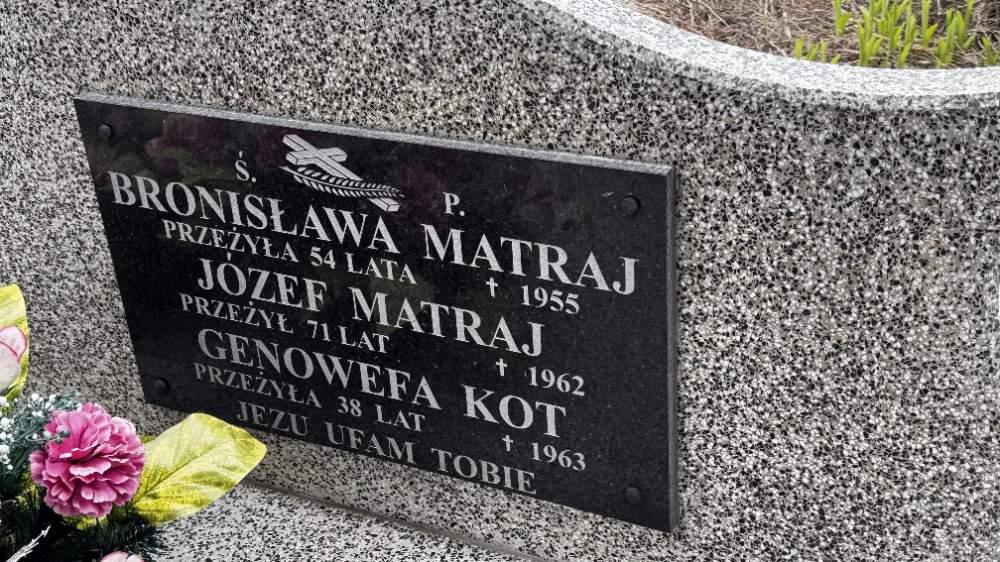 Ś. P.
BRONISŁAWA MATRAJ
PRZEŻYŁA 54 LATA † 1955
JÓZEF MATRAJ
PRZEŻYŁ 71 LAT † 1962
GENOWEFA KOT
PRZEŻYŁA 38 LAT † 1963
JEZU UFAM TOBIE